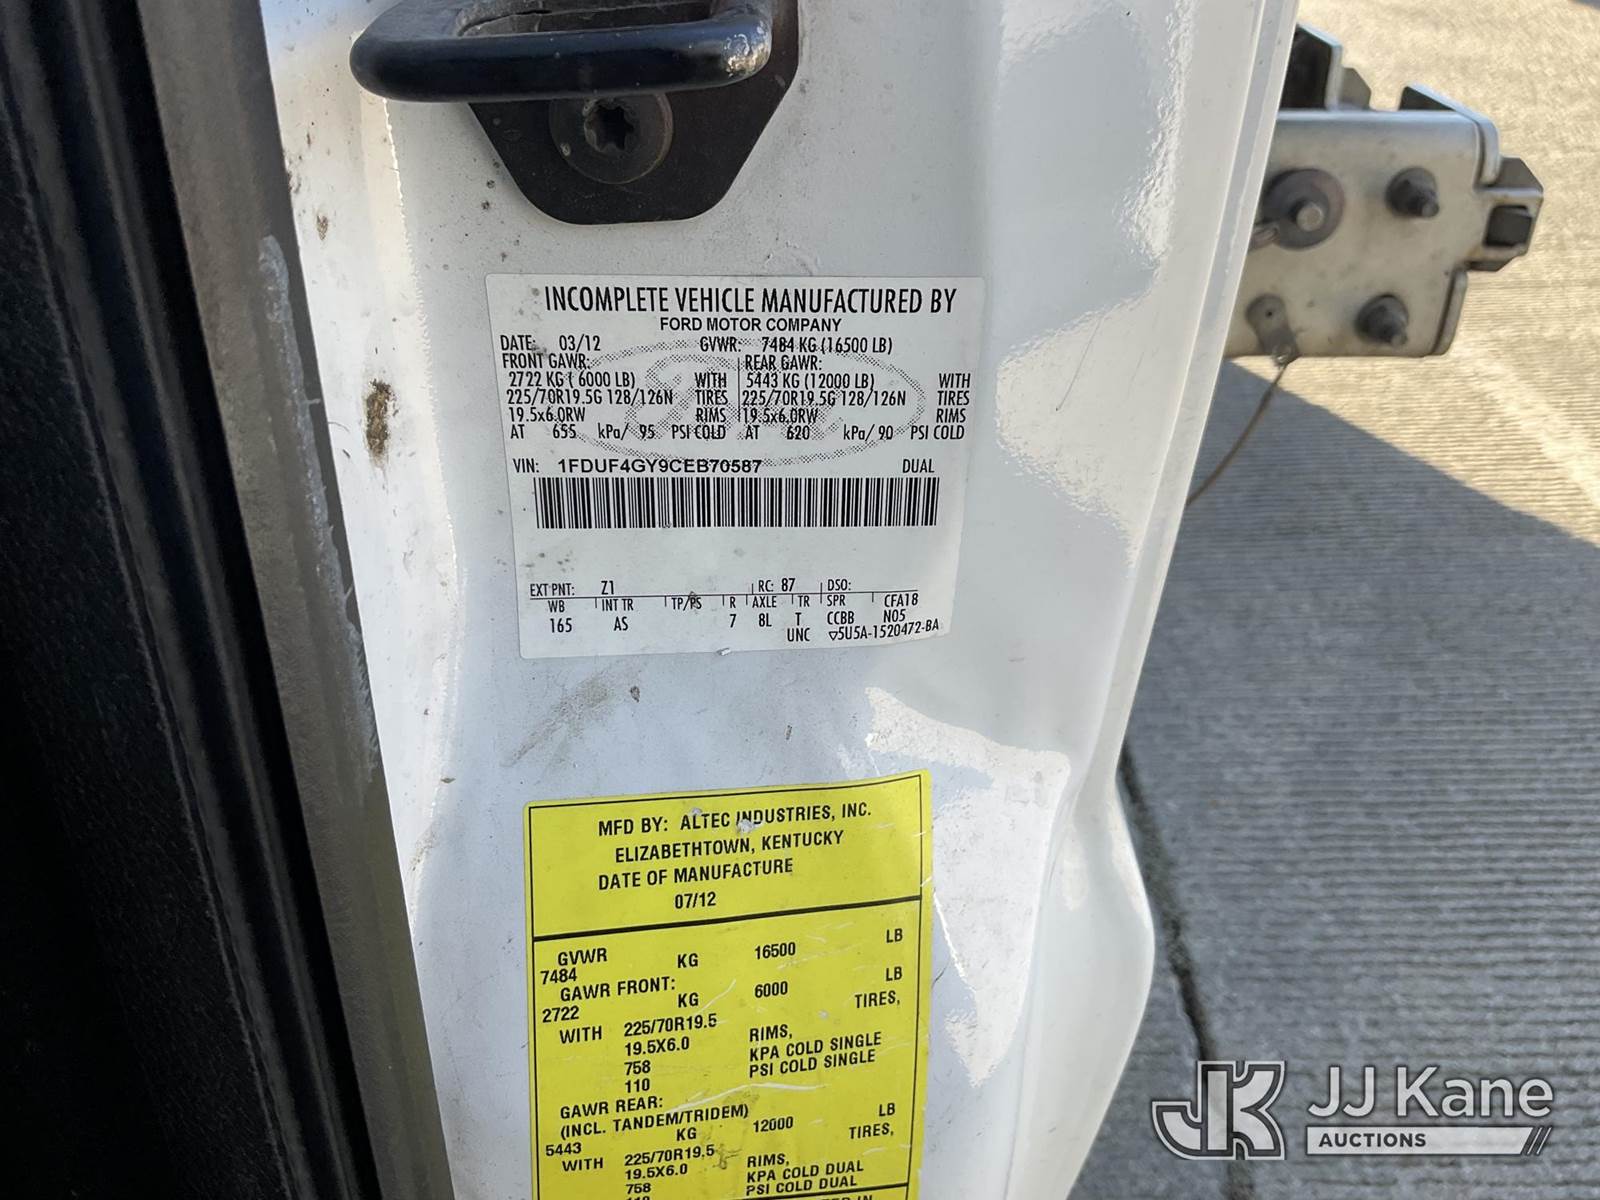 INCOMPLETE VEHICLE MANUFACTURED BY
FORD MOTOR COMPANY
DATE: 03/12 GVWR: 7484 KG (16500 LB)
FRONT GAWR: REAR GAWR:
2722 KG ( 6000 LB) WITH 5443 KG (12000 LB) WITH
225/70R19.5G 128/126N TIRES 225/70R19.5G 128/126N TIRES
19.5x6.0RW RIMS 19.5x6.0RW RIMS
AT 655 kPa/ 95 PSI COLD AT 620 kPa/ 90 PSI COLD
VIN: 1FDUF4GY9CEB70587 DUAL
EXT PNT: Z1 RC: 87 DSO:
WB INT TR TP/PS R AXLE TR SPR CFA18
165 AS 7 8L T CCBB N05
UNC ▽5U5A-1520472-BA
MFD BY: ALTEC INDUSTRIES, INC.
ELIZABETHTOWN, KENTUCKY
DATE OF MANUFACTURE
07/12
GVWR KG 16500 LB
7484
GAWR FRONT: KG 6000 LB
2722
WITH 225/70R19.5 TIRES,
19.5X6.0 RIMS,
758 KPA COLD SINGLE
110 PSI COLD SINGLE
GAWR REAR:
(INCL. TANDEM/TRIDEM)
5443 KG 12000 LB
WITH 225/70R19.5 TIRES,
19.5X6.0 RIMS,
758 KPA COLD DUAL
PSI COLD DUAL
JK JJ Kane
AUCTIONS